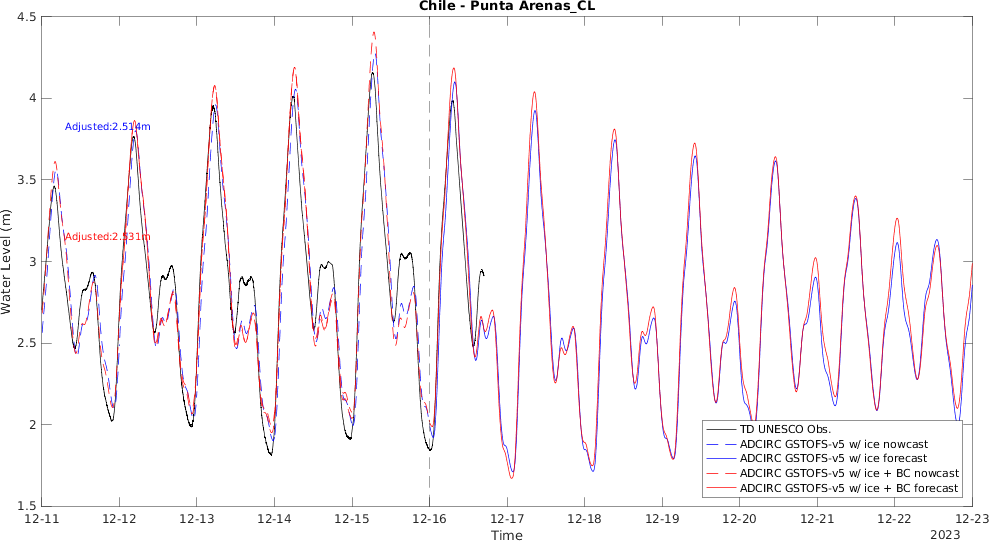 Chile - Punta Arenas_CL
4.5
4
3.5
3
2.5
2
1.5
Water Level (m)
Adjusted:2.514m
Adjusted:2.531m
TD UNESCO Obs.
ADCIRC GSTOFS-v5 w/ ice nowcast
ADCIRC GSTOFS-v5 w/ ice forecast
ADCIRC GSTOFS-v5 w/ ice + BC nowcast
ADCIRC GSTOFS-v5 w/ ice + BC forecast
12-11 12-12 12-13 12-14 12-15 12-16 12-17 12-18 12-19 12-20 12-21 12-22 12-23
Time
2023